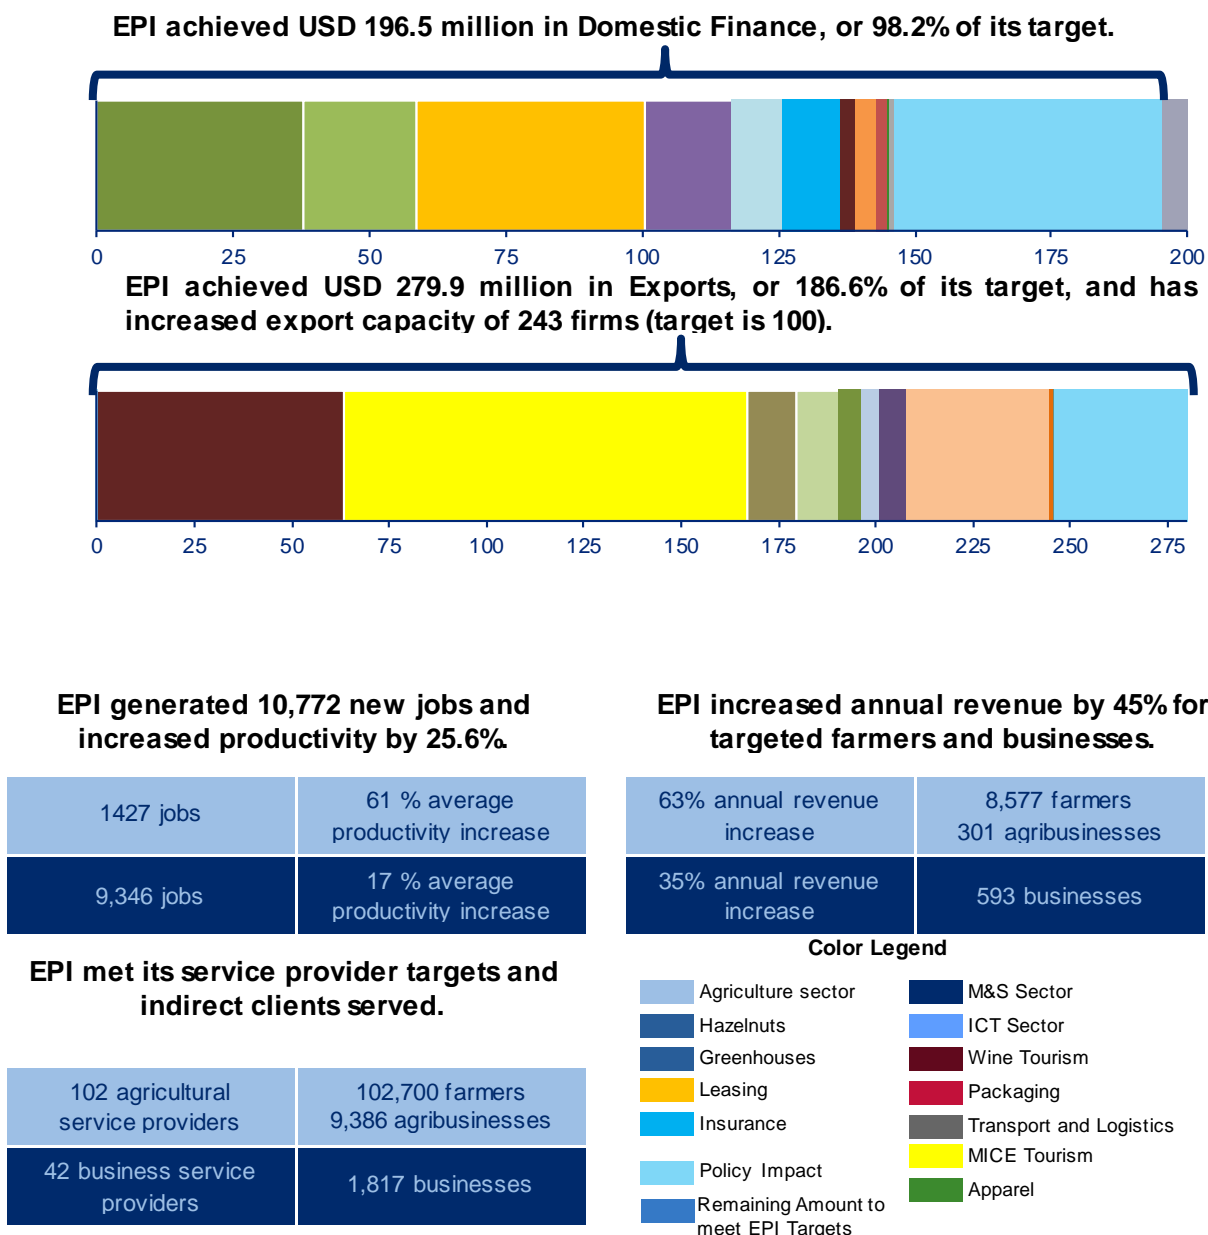 EPI achieved USD 196.5 million in Domestic Finance, or 98.2% of its target.
0 25 50 75 100 125 150 175 200
EPI achieved USD 279.9 million in Exports, or 186.6% of its target, and has
increased export capacity of 243 firms (target is 100).
0 25 50 75 100 125 150 175 200 225 250 275
EPI generated 10,772 new jobs and
increased productivity by 25.6%.
1427 jobs
61 % average
productivity increase
9,346 jobs
17 % average
productivity increase
EPI increased annual revenue by 45% for
targeted farmers and businesses.
63% annual revenue
increase
8,577 farmers
301 agribusinesses
35% annual revenue
increase
593 businesses
EPI met its service provider targets and
indirect clients served.
102 agricultural
service providers
102,700 farmers
9,386 agribusinesses
42 business service
providers
1,817 businesses
Color Legend
Agriculture sector
Hazelnuts
Greenhouses
Leasing
Insurance
Policy Impact
Remaining Amount to
meet EPI Targets
M&S Sector
ICT Sector
Wine Tourism
Packaging
Transport and Logistics
MICE Tourism
Apparel